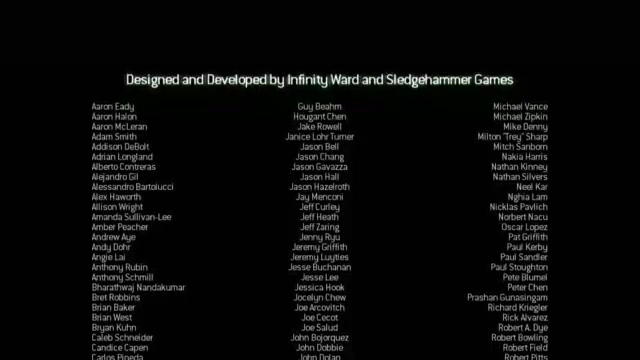 Designed and Developed by Infinity Ward and Sledgehammer Games
Aaron Eady Guy Beahm Michael Vance
Aaron Halon Hougant Chen Michael Zipkin
Aaron McLeran Jake Rowell Mike Denny
Adam Smith Janice Lohr Turner Milton "Trey" Sharp
Addison DeBolt Jason Bell Mitch Sanborn
Adrian Longland Jason Chang Nakia Harris
Alberto Contreras Jason Gavazza Nathan Kinney
Alejandro Gil Jason Hall Nathan Silvers
Alessandro Bartolucci Jason Hazelroth Neel Kar
Alex Haworth Jay Menconi Nghia Lam
Allison Wright Jeff Curley Nicklas Pavlich
Amanda Sullivan-Lee Jeff Heath Norbert Nacu
Amber Peacher Jeff Zaring Oscar Lopez
Andrew Aye Jenny Ryu Pat Griffith
Andy Dohr Jeremy Griffith Paul Kerby
Angie Lai Jeremy Luyties Paul Sandler
Anthony Rubin Jesse Buchanan Paul Stoughton
Anthony Schmill Jesse Lee Pete Blumel
Bharathwaj Nandakumar Jessica Hook Peter Chen
Bret Robbins Jocelyn Chew Prashan Gunasingam
Brian Baker Joe Arcovitch Richard Kriegler
Brian West Joe Cecot Rick Alvarez
Bryan Kuhn Joe Salud Robert A. Dye
Caleb Schneider John Bojorquez Robert Bowling
Candice Capen John Dobbie Robert Field
Carlos Pineda John Dolan Robert Pitts